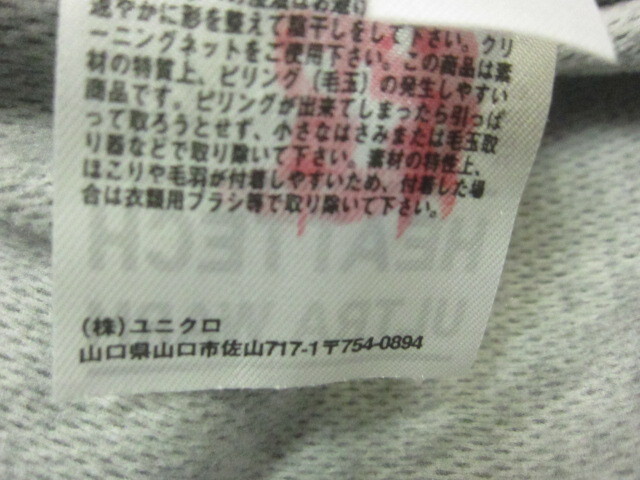 速やかに形を整えて陰干しをして下さい。クリ
ーニングネットをご使用下さい。この商品は素
材の特質上、ピリング（毛玉）の発生しやすい
商品です。ピリングが出来てしまったら引っぱ
って取ろうとせず、小さなはさみまたは毛玉取
り器などで取り除いて下さい。素材の特性上、
ほこりや毛羽が付着しやすいため、付着した場
合は衣類用ブラシ等で取り除いて下さい。
HEATTECH
ULTRA WARM
(株)ユニクロ
山口県山口市佐山717-1〒754-0894